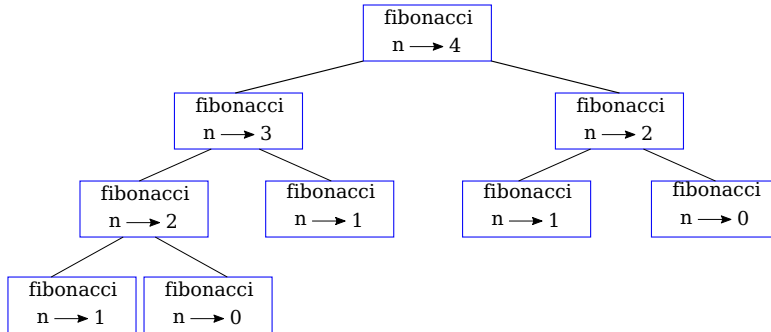 fibonacci
n → 4
fibonacci
n → 3
fibonacci
n → 2
fibonacci
n → 2
fibonacci
n → 1
fibonacci
n → 1
fibonacci
n → 0
fibonacci
n → 1
fibonacci
n → 0